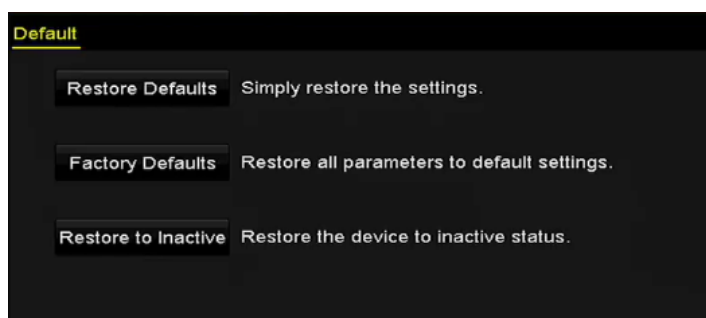 Default
Restore Defaults Simply restore the settings.
Factory Defaults Restore all parameters to default settings.
Restore to Inactive Restore the device to inactive status.